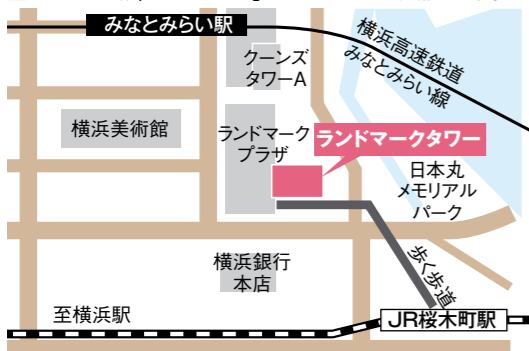 みなとみらい駅
クーンズ
タワーA
横浜高速鉄道
みなとみらい線
横浜美術館
ランドマーク
プラザ
ランドマークタワー
日本丸
メモリアル
パーク
歩く歩道
横浜銀行
本店
至横浜駅
JR桜木町駅